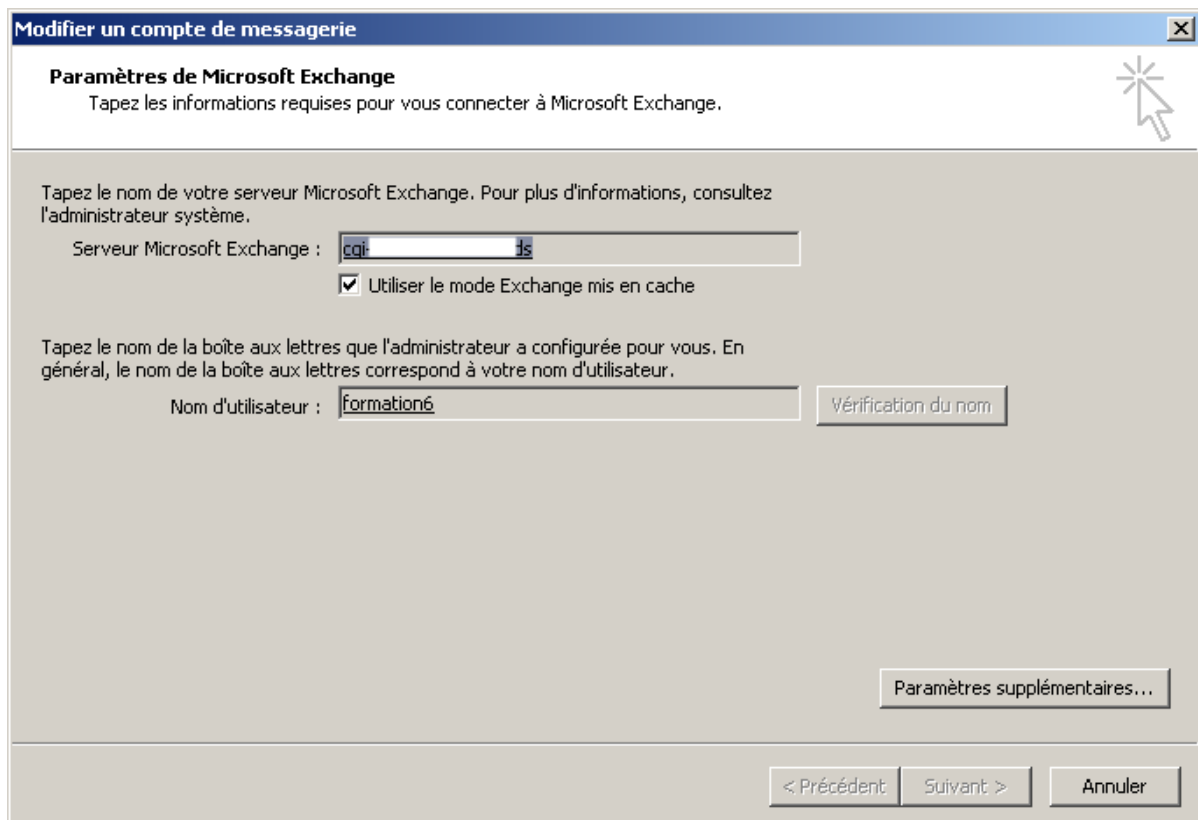 Modifier un compte de messagerie
Paramètres de Microsoft Exchange
Tapez les informations requises pour vous connecter à Microsoft Exchange.
Tapez le nom de votre serveur Microsoft Exchange. Pour plus d'informations, consultez
l'administrateur système.
Serveur Microsoft Exchange : cgi- ds
Utiliser le mode Exchange mis en cache
Tapez le nom de la boîte aux lettres que l'administrateur a configurée pour vous. En
général, le nom de la boîte aux lettres correspond à votre nom d'utilisateur.
Nom d'utilisateur : formation6 Vérification du nom
Paramètres supplémentaires...
< Précédent Suivant > Annuler